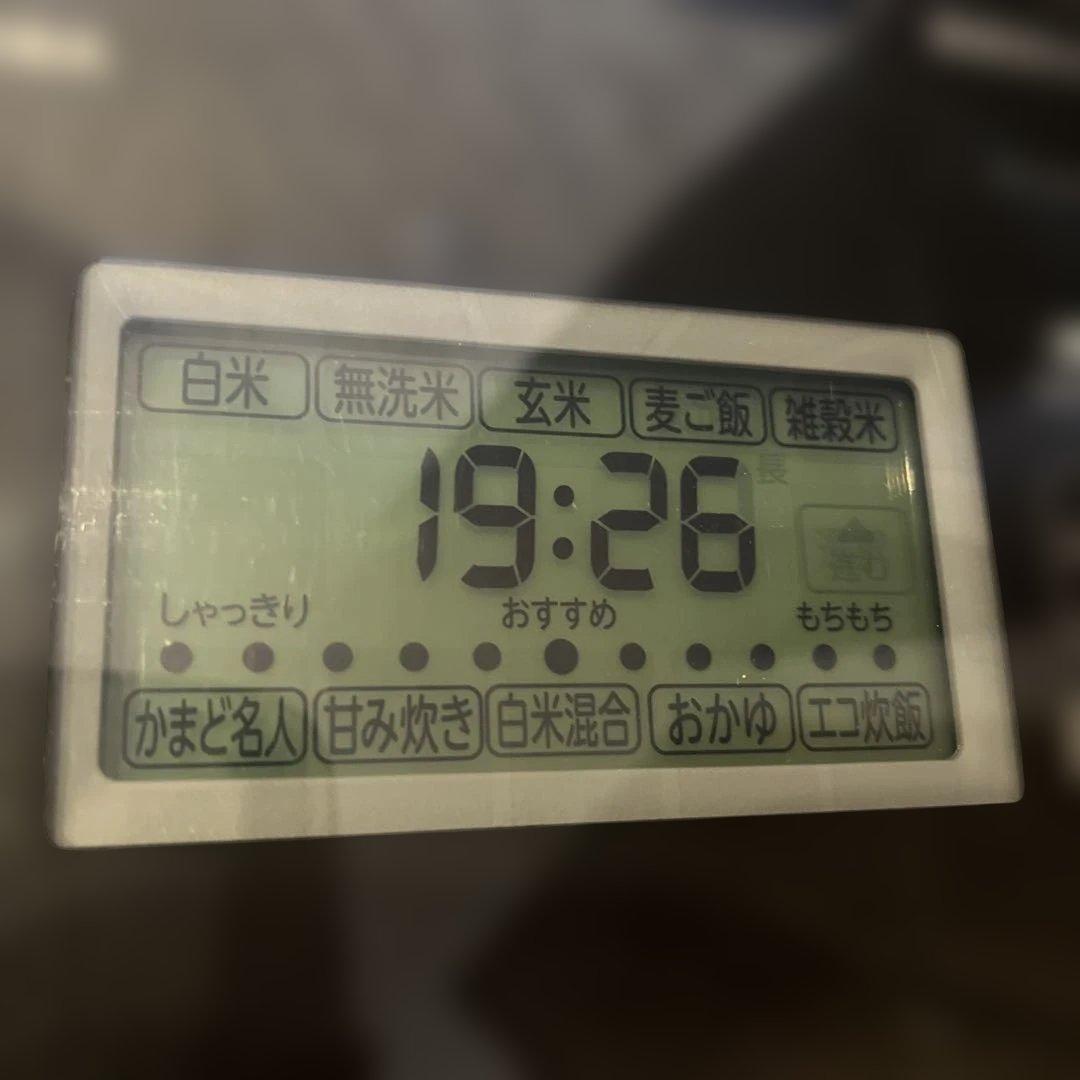 白米 無洗米 玄米 麦ご飯 雑穀米
19:26 長
しゃっきり おすすめ もちもち
かまど名人 甘み炊き 白米混合 おかゆ エコ炊飯